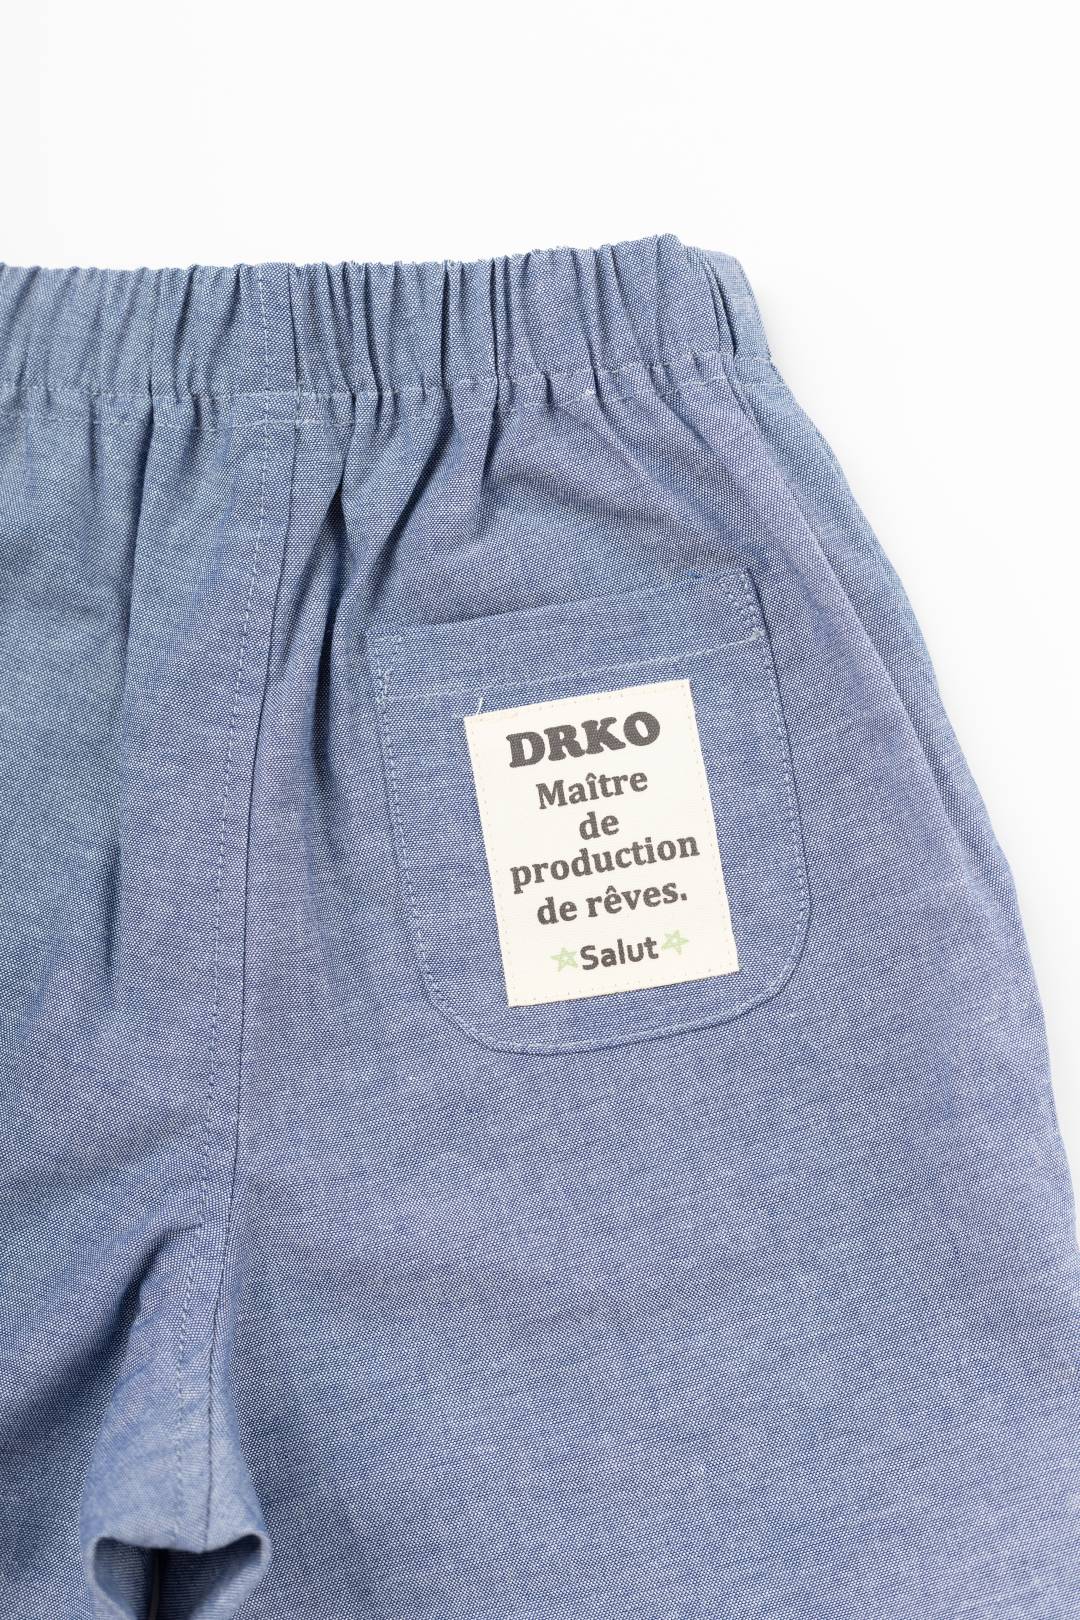 DRKO
Maître
de
production
de rêves.
☆Salut☆